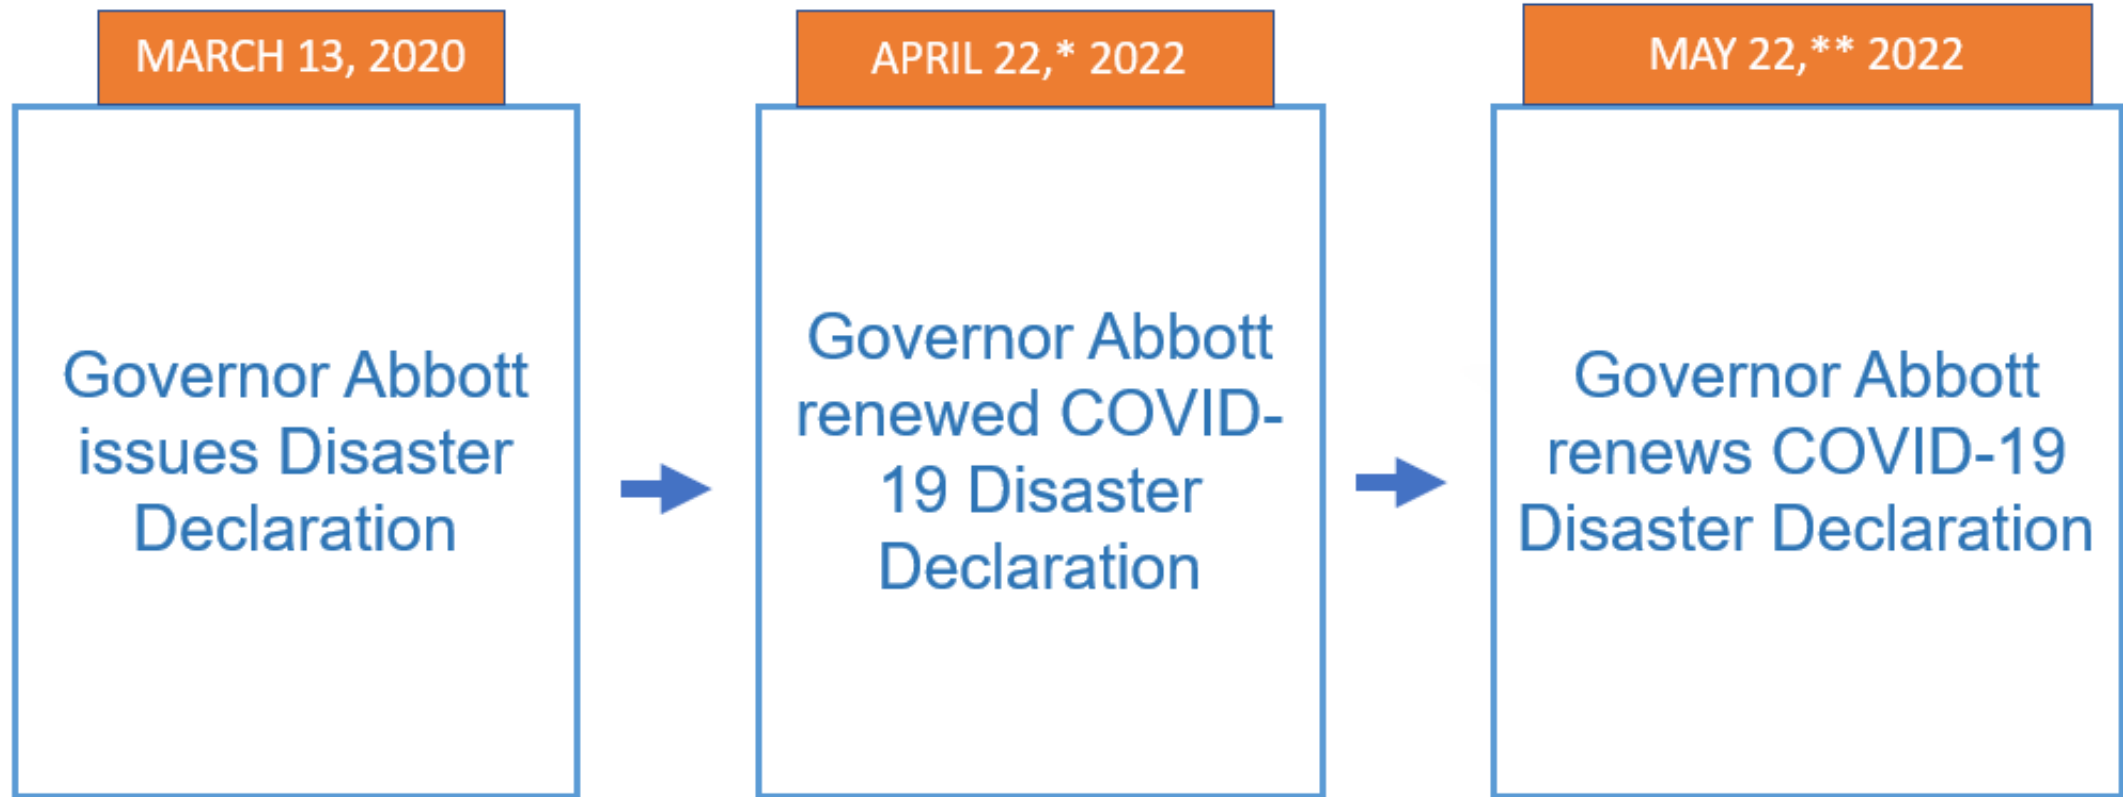 MARCH 13, 2020
Governor Abbott
issues Disaster
Declaration
APRIL 22,* 2022
Governor Abbott
renewed COVID-
19 Disaster
Declaration
MAY 22,** 2022
Governor Abbott
renews COVID-19
Disaster Declaration